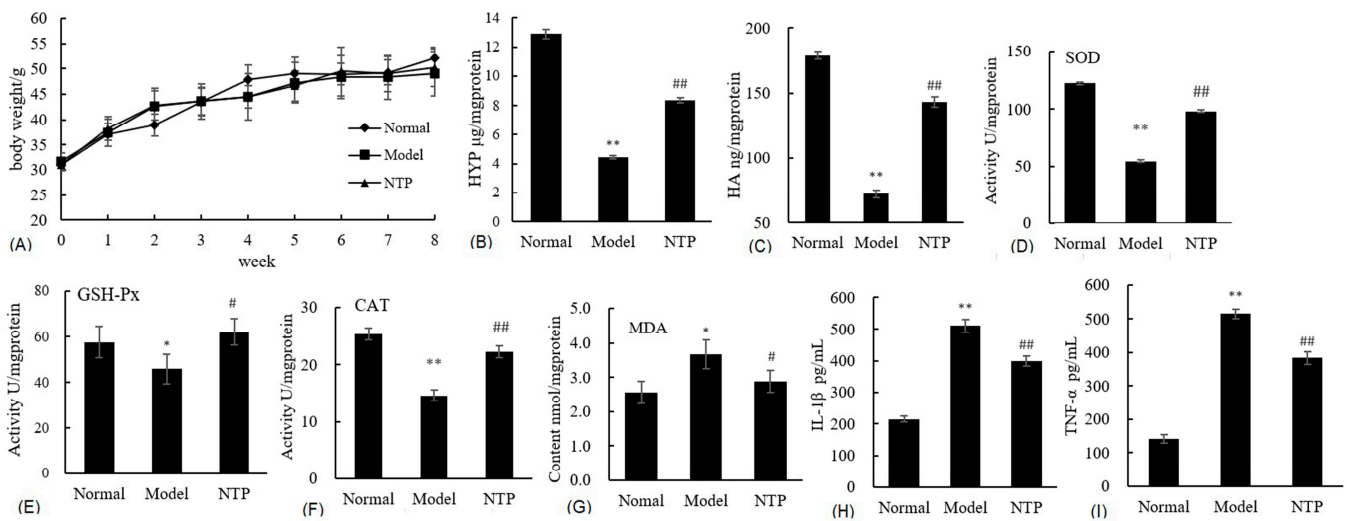 60
55
50
45
40
35
30
25
20
body weight/g
0 1 2 3 4 5 6 7 8
week
Normal
Model
NTP
(A)
14
12
10
8
6
4
2
0
HYP μg/mgprotein
**
##
Normal Model NTP
(B)
200
150
100
50
HA ng/mgprotein
**
##
Normal Model NTP
(C)
150
100
50
0
Activity U/mgprotein
SOD
**
##
Normal Model NTP
(D)
80
60
40
20
0
Activity U/mgprotein
GSH-Px
*
#
Normal Model NTP
(E)
30
20
10
0
Activity U/mgprotein
CAT
**
##
Normal Model NTP
(F)
5.0
4.0
3.0
2.0
1.0
0.0
Content nmol/mgprotein
MDA
*
#
Nomal Model NTP
(G)
600
500
400
300
200
100
000
IL-1β pg/mL
**
##
Normal Model NTP
(H)
600
500
400
300
200
100
0
TNF-α pg/mL
**
##
Normal Model NTP
(I)